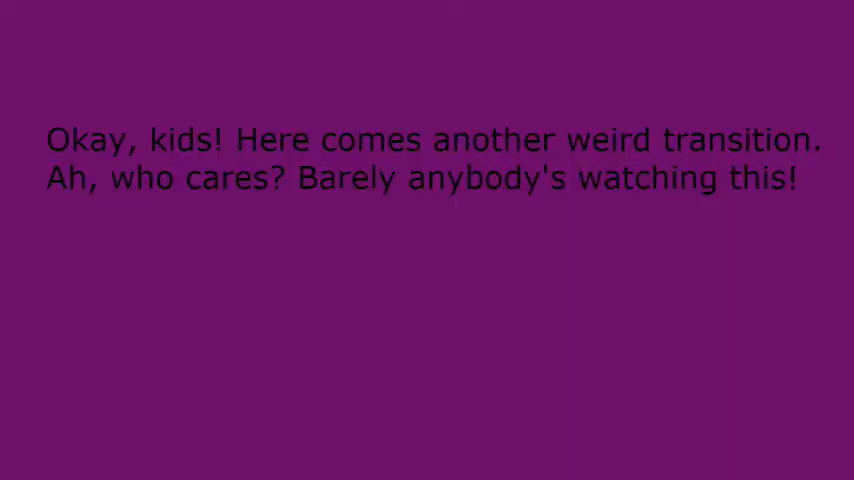 Okay, kids! Here comes another weird transition.
Ah, who cares? Barely anybody's watching this!